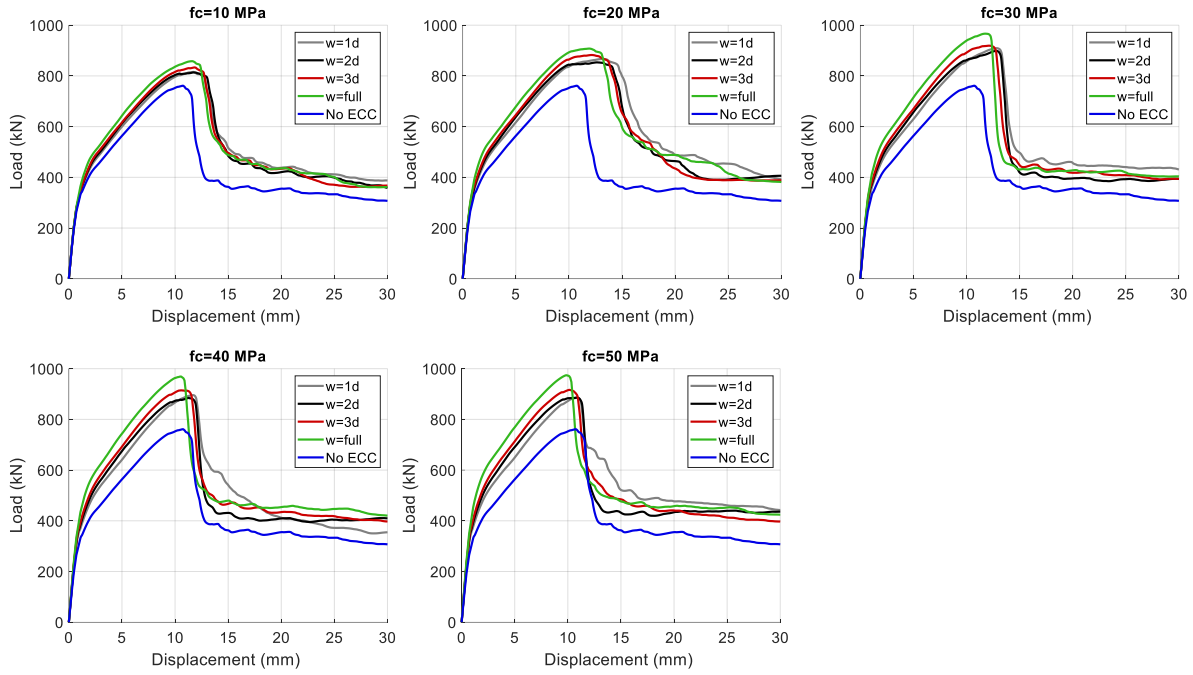 fc=10 MPa
1000
800
600
400
200
0
Load (kN)
0 5 10 15 20 25 30
Displacement (mm)
w=1d
w=2d
w=3d
w=full
No ECC
fc=20 MPa
1000
800
600
400
200
0
Load (kN)
0 5 10 15 20 25 30
Displacement (mm)
w=1d
w=2d
w=3d
w=full
No ECC
fc=30 MPa
1000
800
600
400
200
0
Load (kN)
0 5 10 15 20 25 30
Displacement (mm)
w=1d
w=2d
w=3d
w=full
No ECC
fc=40 MPa
1000
800
600
400
200
0
Load (kN)
0 5 10 15 20 25 30
Displacement (mm)
w=1d
w=2d
w=3d
w=full
No ECC
fc=50 MPa
1000
800
600
400
200
0
Load (kN)
0 5 10 15 20 25 30
Displacement (mm)
w=1d
w=2d
w=3d
w=full
No ECC